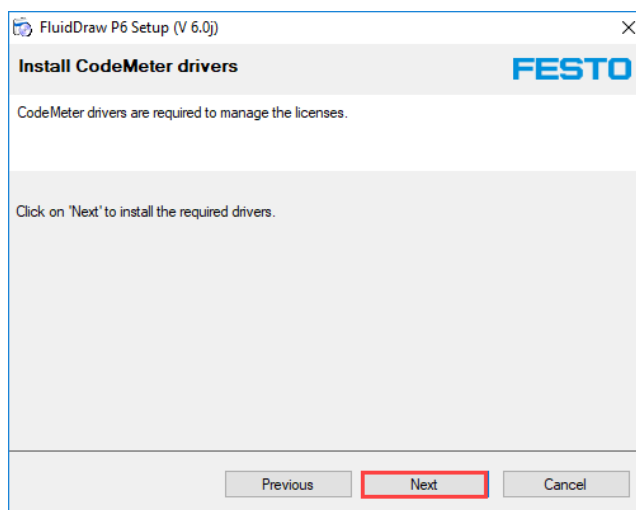 FluidDraw P6 Setup (V 6.0j)
Install CodeMeter drivers
FESTO
CodeMeter drivers are required to manage the licenses.
Click on 'Next' to install the required drivers.
Previous
Next
Cancel